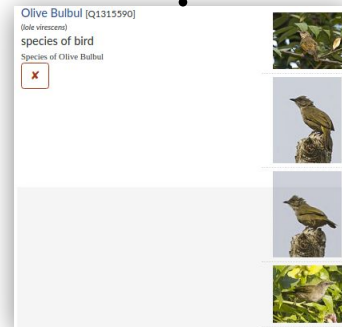 Olive Bulbul [Q1315590]
(Iole virescens)
species of bird
Species of Olive Bulbul
✘